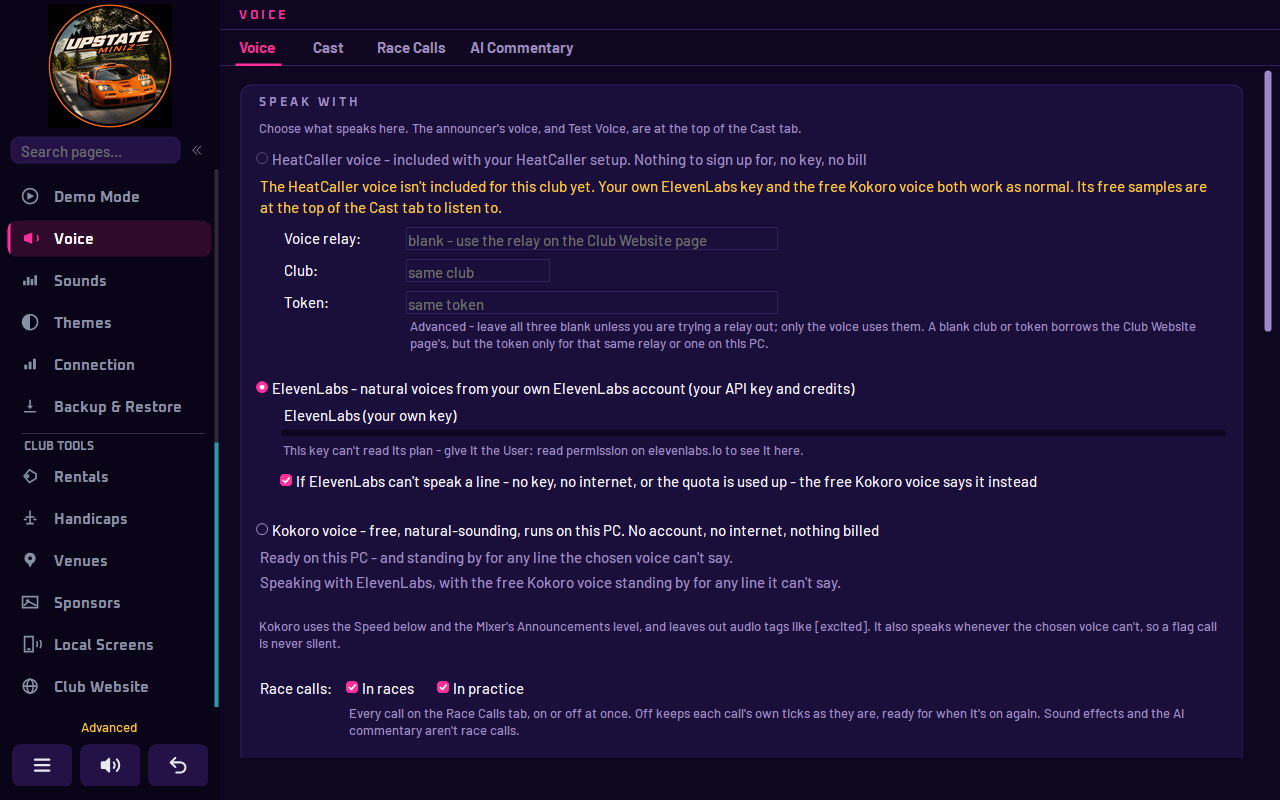 UPSTATE
MINIZ
Search pages...
Demo Mode
Voice
Sounds
Themes
Connection
Backup & Restore
CLUB TOOLS
Rentals
Handicaps
Venues
Sponsors
Local Screens
Club Website
Advanced
VOICE
Voice
Cast
Race Calls
AI Commentary
SPEAK WITH
Choose what speaks here. The announcer's voice, and Test Voice, are at the top of the Cast tab.
HeatCaller voice - included with your HeatCaller setup. Nothing to sign up for, no key, no bill
The HeatCaller voice isn't included for this club yet. Your own ElevenLabs key and the free Kokoro voice both work as normal. Its free samples are
at the top of the Cast tab to listen to.
Voice relay:
blank - use the relay on the Club Website page
Club:
same club
Token:
same token
Advanced - leave all three blank unless you are trying a relay out; only the voice uses them. A blank club or token borrows the Club Website
page's, but the token only for that same relay or one on this PC.
ElevenLabs - natural voices from your own ElevenLabs account (your API key and credits)
ElevenLabs (your own key)
This key can't read its plan - give it the User: read permission on elevenlabs.io to see it here.
If ElevenLabs can't speak a line - no key, no internet, or the quota is used up - the free Kokoro voice says it instead
Kokoro voice - free, natural-sounding, runs on this PC. No account, no internet, nothing billed
Ready on this PC - and standing by for any line the chosen voice can't say.
Speaking with ElevenLabs, with the free Kokoro voice standing by for any line it can't say.
Kokoro uses the Speed below and the Mixer's Announcements level, and leaves out audio tags like [excited]. It also speaks whenever the chosen voice can't, so a flag call
is never silent.
Race calls:
In races
In practice
Every call on the Race Calls tab, on or off at once. Off keeps each call's own ticks as they are, ready for when it's on again. Sound effects and the AI
commentary aren't race calls.